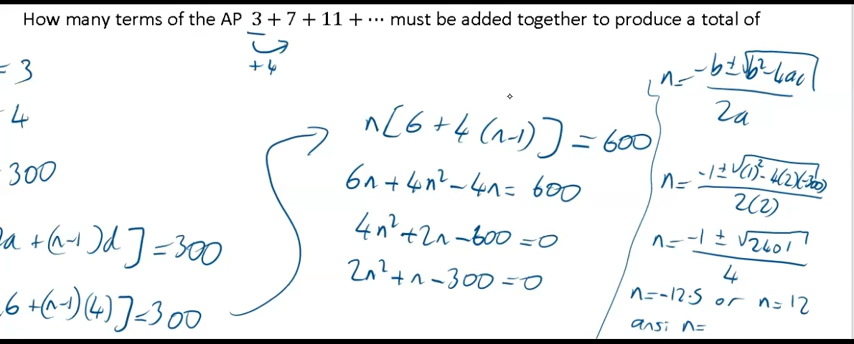 How many terms of the AP 3 + 7 + 11 + ⋯ must be added together to produce a total of
+4
= 3
4
300
2a + (n-1)d] = 300
6 + (n-1)(4)] = 300
n[6 + 4(n-1)] = 600
6n + 4n² - 4n = 600
4n² + 2n - 600 = 0
2n² + n - 300 = 0
n = -b ± √b² - 4ac / 2a
n = -1 ± √(1)² - 4(2)(-300) / 2(2)
n = -1 ± √2401 / 4
n = -12.5 or n = 12
ans: n =